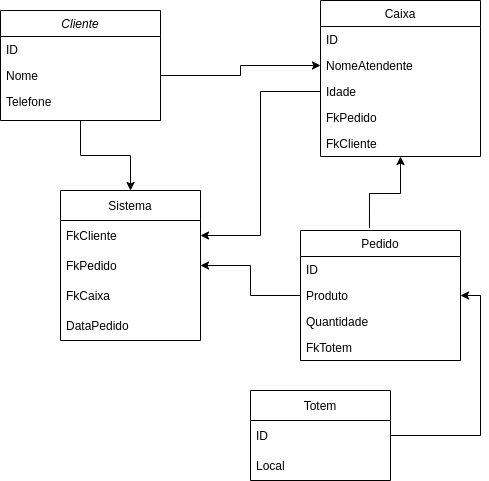 Cliente
ID
Nome
Telefone
Caixa
ID
NomeAtendente
Idade
FkPedido
FkCliente
Sistema
FkCliente
FkPedido
FkCaixa
DataPedido
Pedido
ID
Produto
Quantidade
FkTotem
Totem
ID
Local